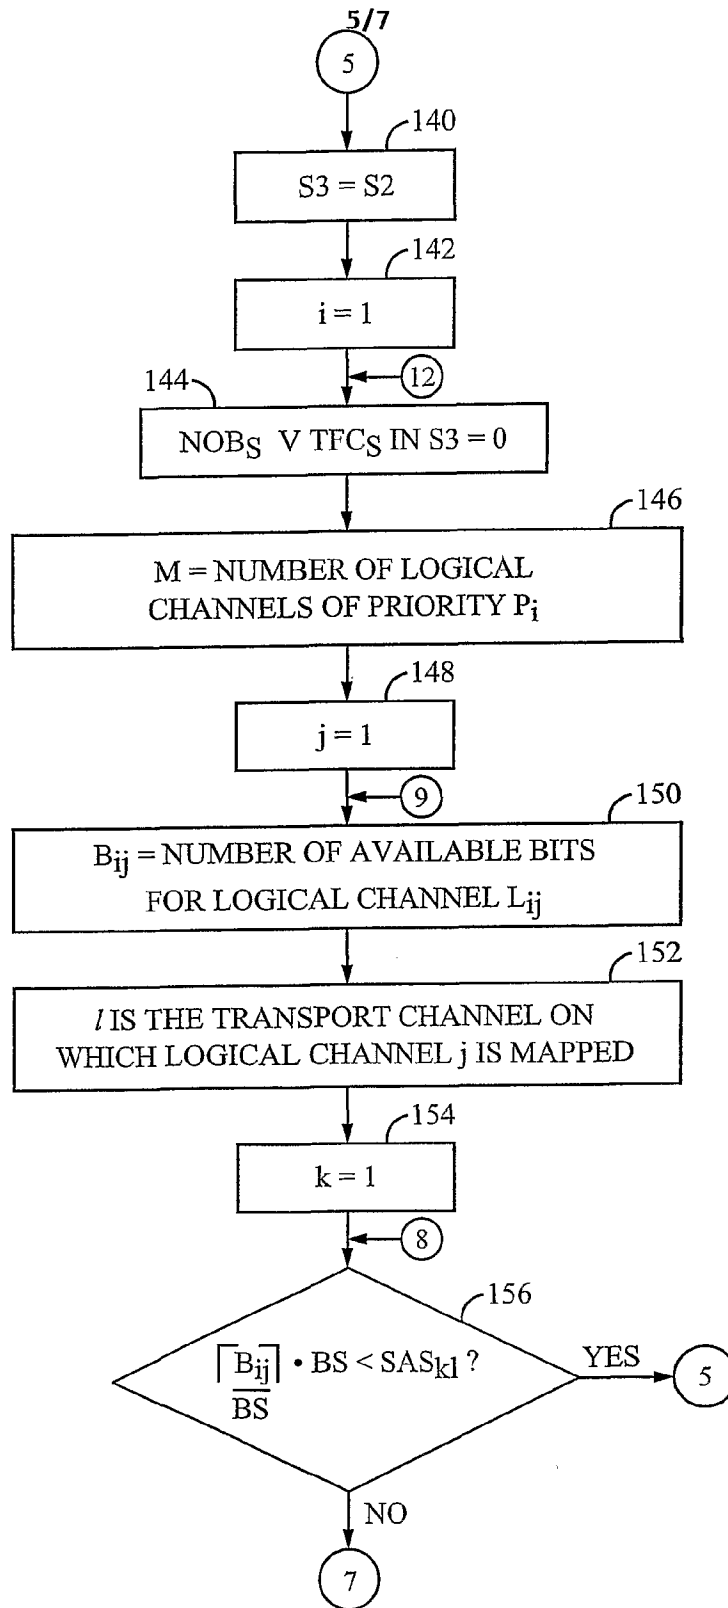 5/7
5
140
S3 = S2
142
i = 1
12
144
NOBS V TFCS IN S3 = 0
146
M = NUMBER OF LOGICAL
CHANNELS OF PRIORITY Pi
148
j = 1
9
150
Bij = NUMBER OF AVAILABLE BITS
FOR LOGICAL CHANNEL Lij
152
l IS THE TRANSPORT CHANNEL ON
WHICH LOGICAL CHANNEL j IS MAPPED
154
k = 1
8
156
⌈Bij/BS⌉ • BS < SASkl ?
YES
5
NO
7